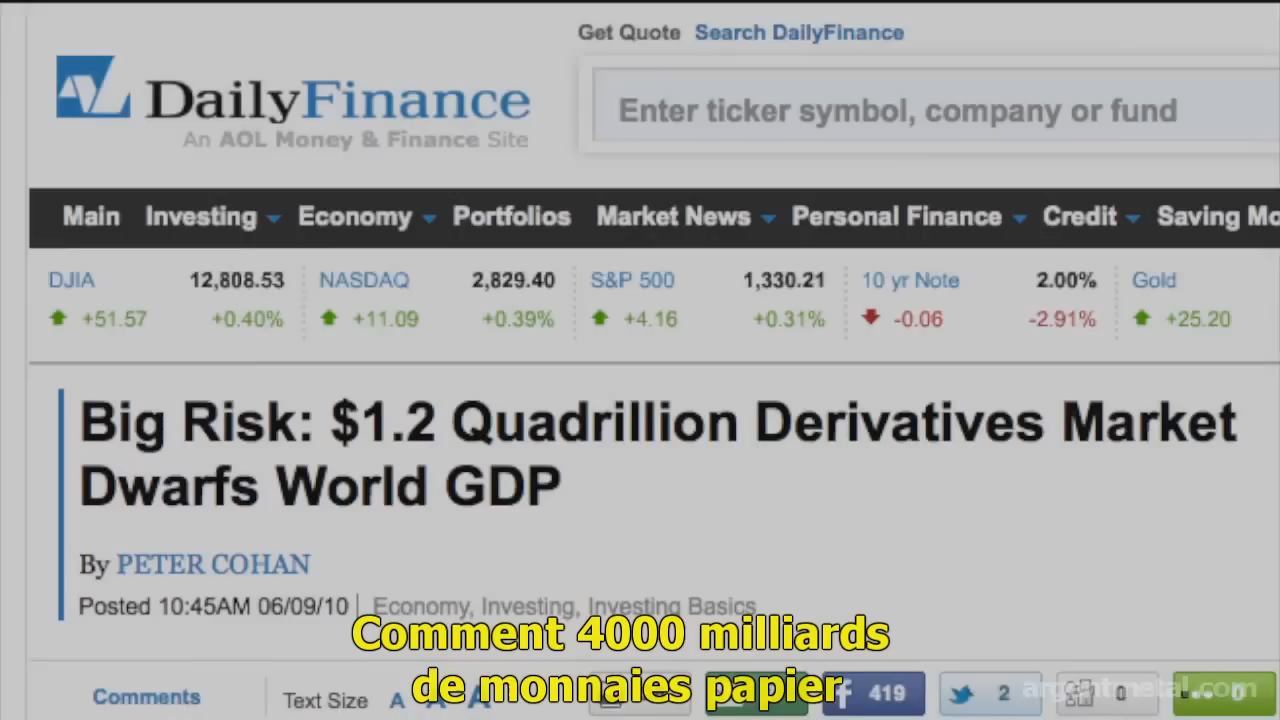 Get Quote Search DailyFinance
DailyFinance
An AOL Money & Finance Site
Enter ticker symbol, company or fund
Main Investing Economy Portfolios Market News Personal Finance Credit Saving Mo
DJIA 12,808.53 NASDAQ 2,829.40 S&P 500 1,330.21 10 yr Note 2.00% Gold
+51.57 +0.40% +11.09 +0.39% +4.16 +0.31% -0.06 -2.91% +25.20
Big Risk: $1.2 Quadrillion Derivatives Market
Dwarfs World GDP
By PETER COHAN
Posted 10:45AM 06/09/10 Economy, Investing, Investing Basics
Comment 4000 milliards
de monnaies papier
Comments Text Size A A A 419 2 0 0
argentmetal.com